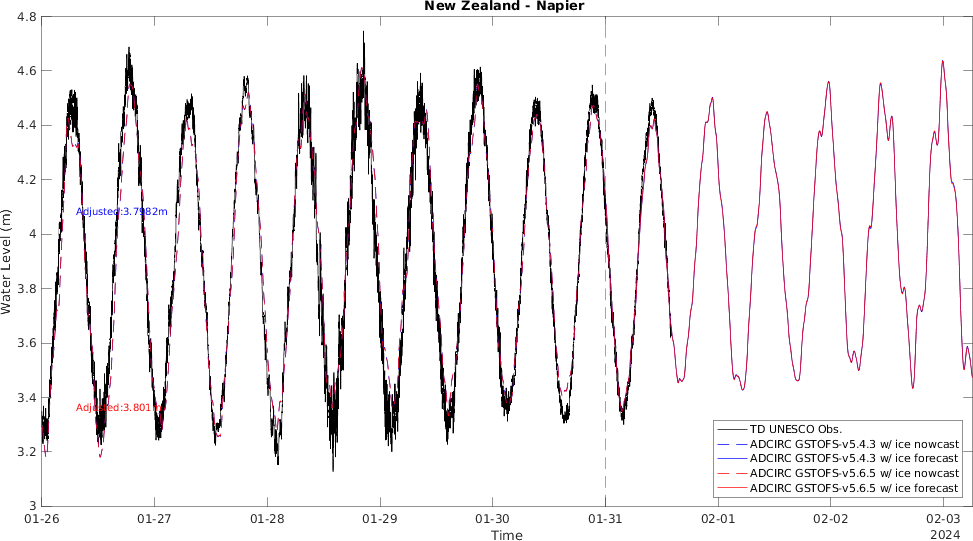 New Zealand - Napier
4.8
4.6
4.4
4.2
4
3.8
3.6
3.4
3.2
3
Water Level (m)
Adjusted:3.7982m
Adjusted:3.801m
TD UNESCO Obs.
ADCIRC GSTOFS-v5.4.3 w/ ice nowcast
ADCIRC GSTOFS-v5.4.3 w/ ice forecast
ADCIRC GSTOFS-v5.6.5 w/ ice nowcast
ADCIRC GSTOFS-v5.6.5 w/ ice forecast
01-26 01-27 01-28 01-29 01-30 01-31 02-01 02-02 02-03
Time
2024